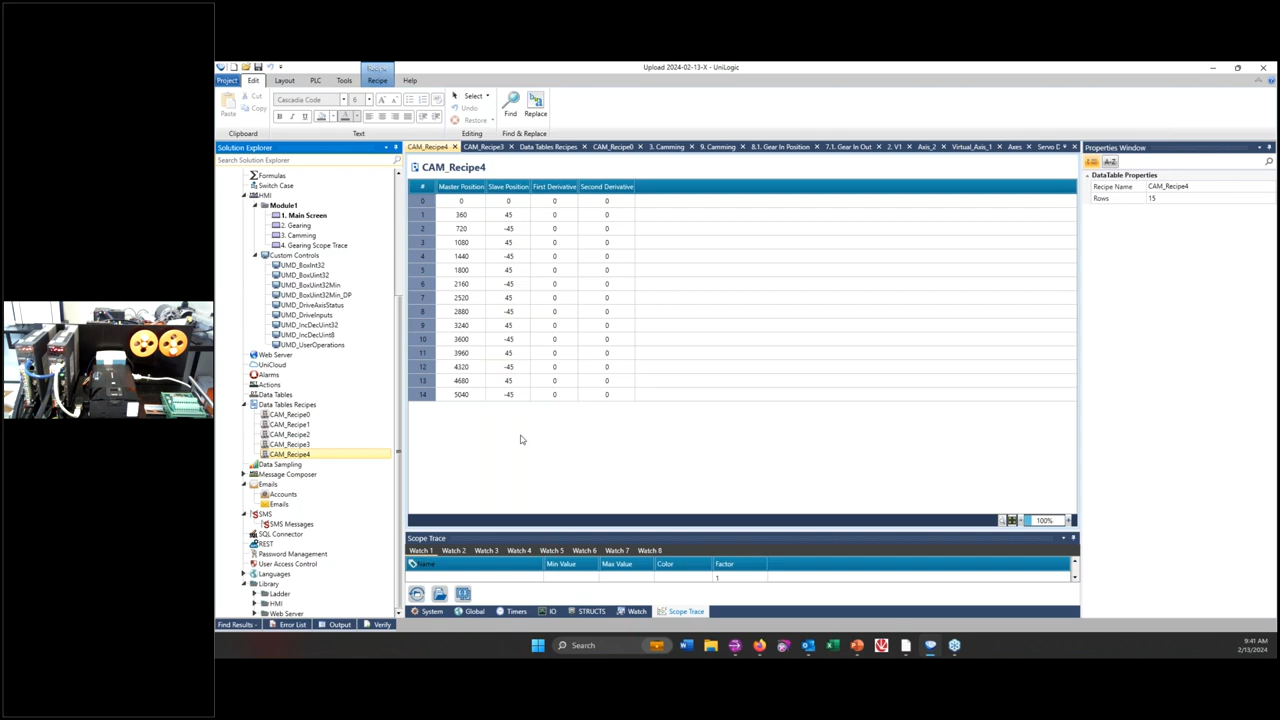 Upload 2024-02-13-X - UniLogic
Recipe
Project Edit Layout PLC Tools Recipe Help
Cut
Copy
Paste
Cascadia Code 6
Select
Undo
Restore
Find Replace
Clipboard Text Editing Find & Replace
Solution Explorer
Search Solution Explorer
Formulas
Switch Case
HMI
Module1
1. Main Screen
2. Gearing
3. Camming
4. Gearing Scope Trace
Custom Controls
UMD_BoxInt32
UMD_BoxUint32
UMD_BoxUint32Min
UMD_BoxUint32Min_DP
UMD_DriveAxisStatus
UMD_DriveInputs
UMD_IncDecUint32
UMD_IncDecUint8
UMD_UserOperations
Web Server
UniCloud
Alarms
Actions
Data Tables
Data Tables Recipes
CAM_Recipe0
CAM_Recipe1
CAM_Recipe2
CAM_Recipe3
CAM_Recipe4
Data Sampling
Message Composer
Emails
Accounts
Emails
SMS
SMS Messages
SQL Connector
REST
Password Management
User Access Control
Languages
Library
Ladder
HMI
Web Server
Find Results - Error List Output Verify
CAM_Recipe4 CAM_Recipe3 Data Tables Recipes CAM_Recipe0 3. Camming 9. Camming 8.1. Gear In Position 7.1. Gear In Out 2. V1 Axis_2 Virtual_Axis_1 Axes Servo D
CAM_Recipe4
# Master Position Slave Position First Derivative Second Derivative
0 0 0 0 0
1 360 45 0 0
2 720 -45 0 0
3 1080 45 0 0
4 1440 -45 0 0
5 1800 45 0 0
6 2160 -45 0 0
7 2520 45 0 0
8 2880 -45 0 0
9 3240 45 0 0
10 3600 -45 0 0
11 3960 45 0 0
12 4320 -45 0 0
13 4680 45 0 0
14 5040 -45 0 0
100%
Scope Trace
Watch 1 Watch 2 Watch 3 Watch 4 Watch 5 Watch 6 Watch 7 Watch 8
Name Min Value Max Value Color Factor
1
System Global Timers IO STRUCTS Watch Scope Trace
Properties Window
A-Z
DataTable Properties
Recipe Name CAM_Recipe4
Rows 15
Search
9:41 AM
2/13/2024